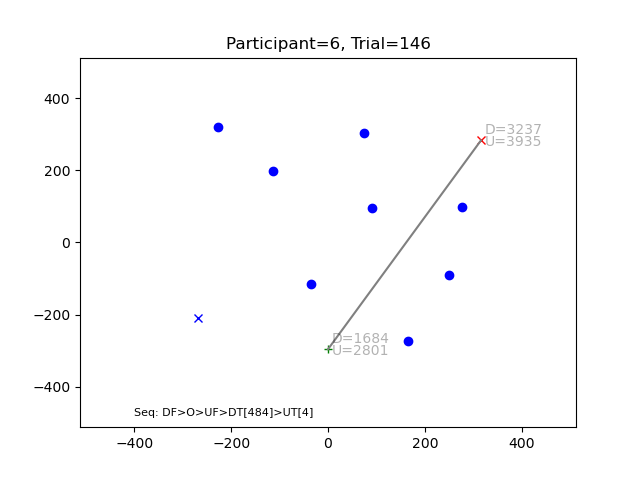 Participant=6, Trial=146
400
200
0
−200
−400
D=3237
U=3935
D=1684
U=2801
Seq: DF>O>UF>DT[484]>UT[4]
−400 −200 0 200 400